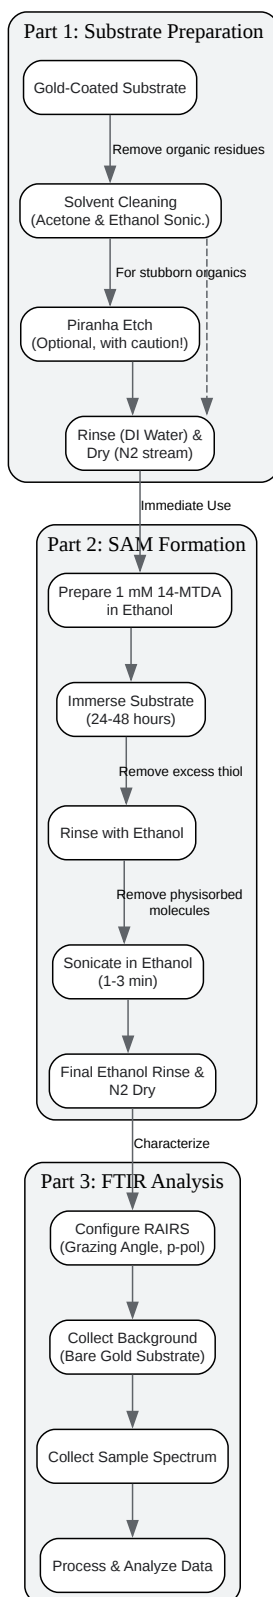 Part 1: Substrate Preparation
Gold-Coated Substrate
Remove organic residues
Solvent Cleaning
(Acetone & Ethanol Sonic.)
For stubborn organics
Piranha Etch
(Optional, with caution!)
Rinse (DI Water) &
Dry (N2 stream)
Immediate Use
Part 2: SAM Formation
Prepare 1 mM 14-MTDA
in Ethanol
Immerse Substrate
(24-48 hours)
Remove excess thiol
Rinse with Ethanol
Remove physisorbed
molecules
Sonicate in Ethanol
(1-3 min)
Final Ethanol Rinse &
N2 Dry
Characterize
Part 3: FTIR Analysis
Configure RAIRS
(Grazing Angle, p-pol)
Collect Background
(Bare Gold Substrate)
Collect Sample Spectrum
Process & Analyze Data